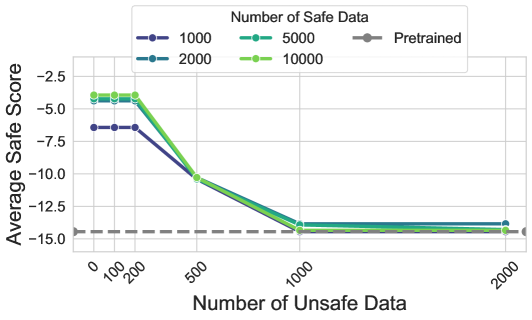 Number of Safe Data
1000 5000 Pretrained
2000 10000
Average Safe Score
−2.5
−5.0
−7.5
−10.0
−12.5
−15.0
0 100 200 500 1000 2000
Number of Unsafe Data